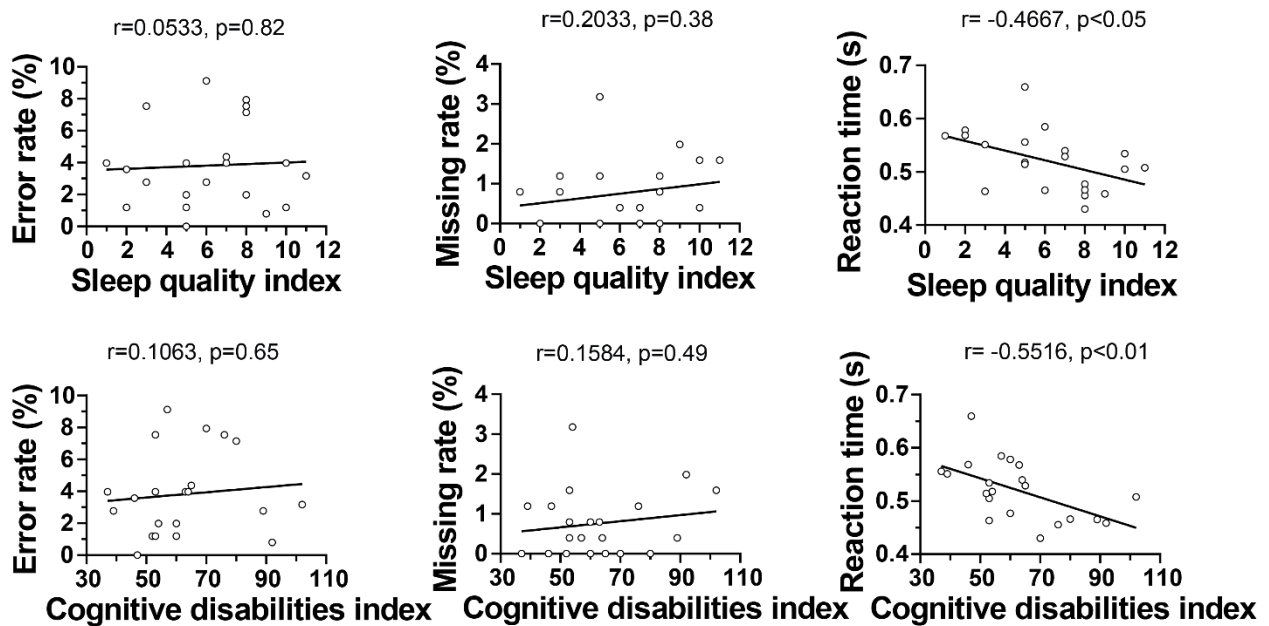 r=0.0533, p=0.82
Error rate (%)
10
8
6
4
2
0
0 2 4 6 8 10 12
Sleep quality index
r=0.2033, p=0.38
Missing rate (%)
4
3
2
1
0
0 2 4 6 8 10 12
Sleep quality index
r= -0.4667, p<0.05
Reaction time (s)
0.7
0.6
0.5
0.4
0 2 4 6 8 10 12
Sleep quality index
r=0.1063, p=0.65
Error rate (%)
10
8
6
4
2
0
30 50 70 90 110
Cognitive disabilities index
r=0.1584, p=0.49
Missing rate (%)
4
3
2
1
0
30 50 70 90 110
Cognitive disabilities index
r= -0.5516, p<0.01
Reaction time (s)
0.7
0.6
0.5
0.4
30 50 70 90 110
Cognitive disabilities index